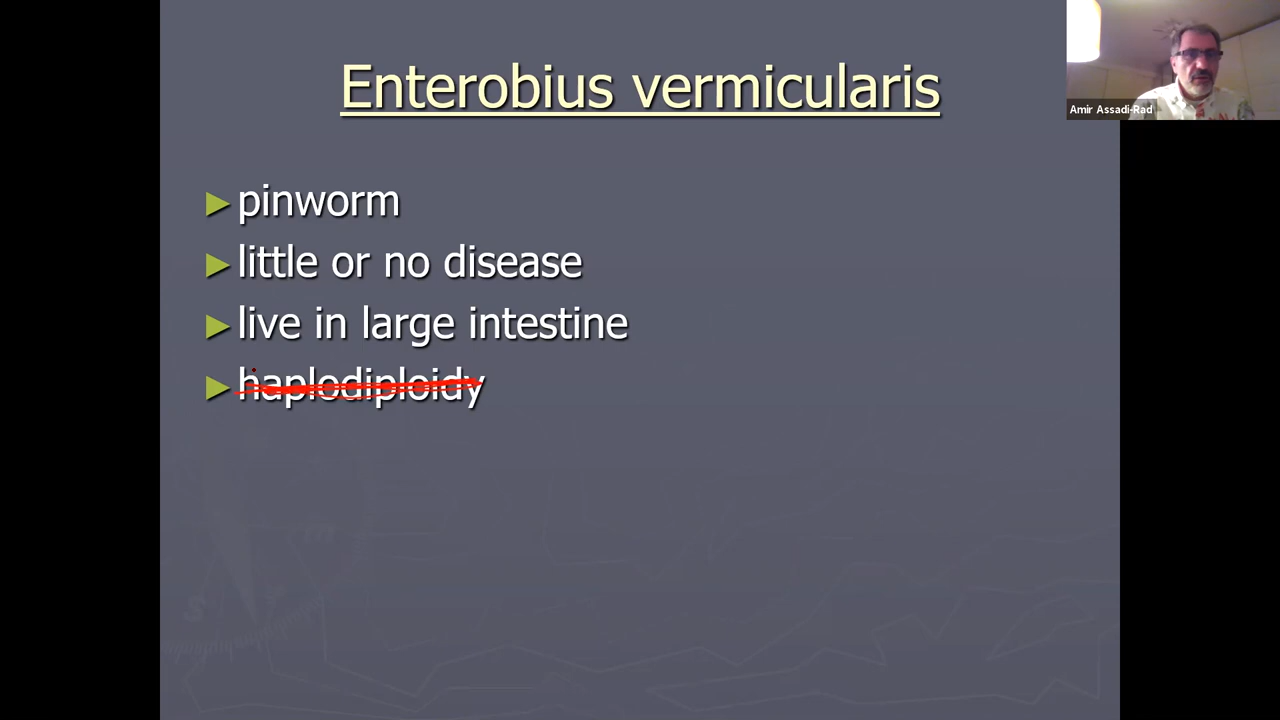 Enterobius vermicularis
Amir Assadi-Rad
►pinworm
►little or no disease
►live in large intestine
►haplodiploidy